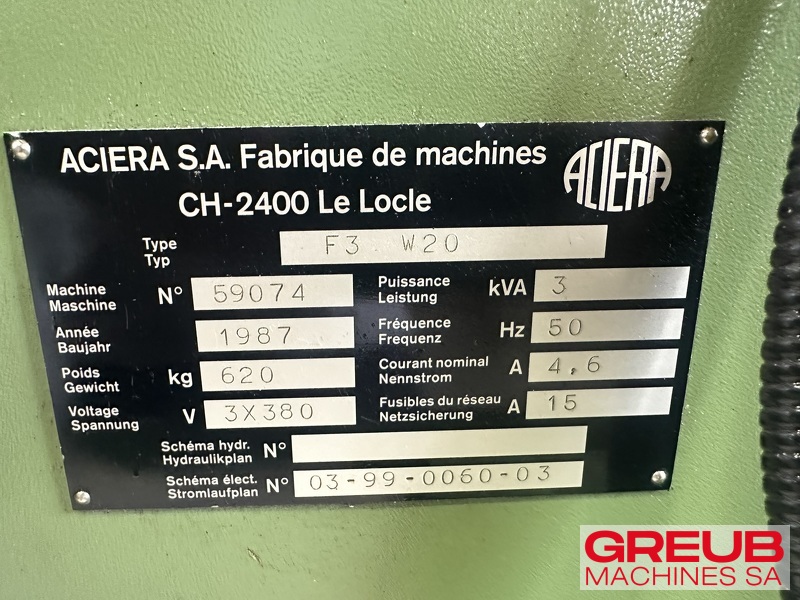 ACIERA S.A. Fabrique de machines
CH-2400 Le Locle
ACIERA
Type
Typ
F3 W20
Machine
Maschine
N° 59074
Puissance
Leistung
kVA 3
Année
Baujahr
1987
Fréquence
Frequenz
Hz 50
Poids
Gewicht
kg 620
Courant nominal
Nennstrom
A 4,6
Voltage
Spannung
V 3X380
Fusibles du réseau
Netzsicherung
A 15
Schéma hydr.
Hydraulikplan
N°
Schéma élect.
Stromlaufplan
N° 03-99-0060-03
GREUB
MACHINES SA